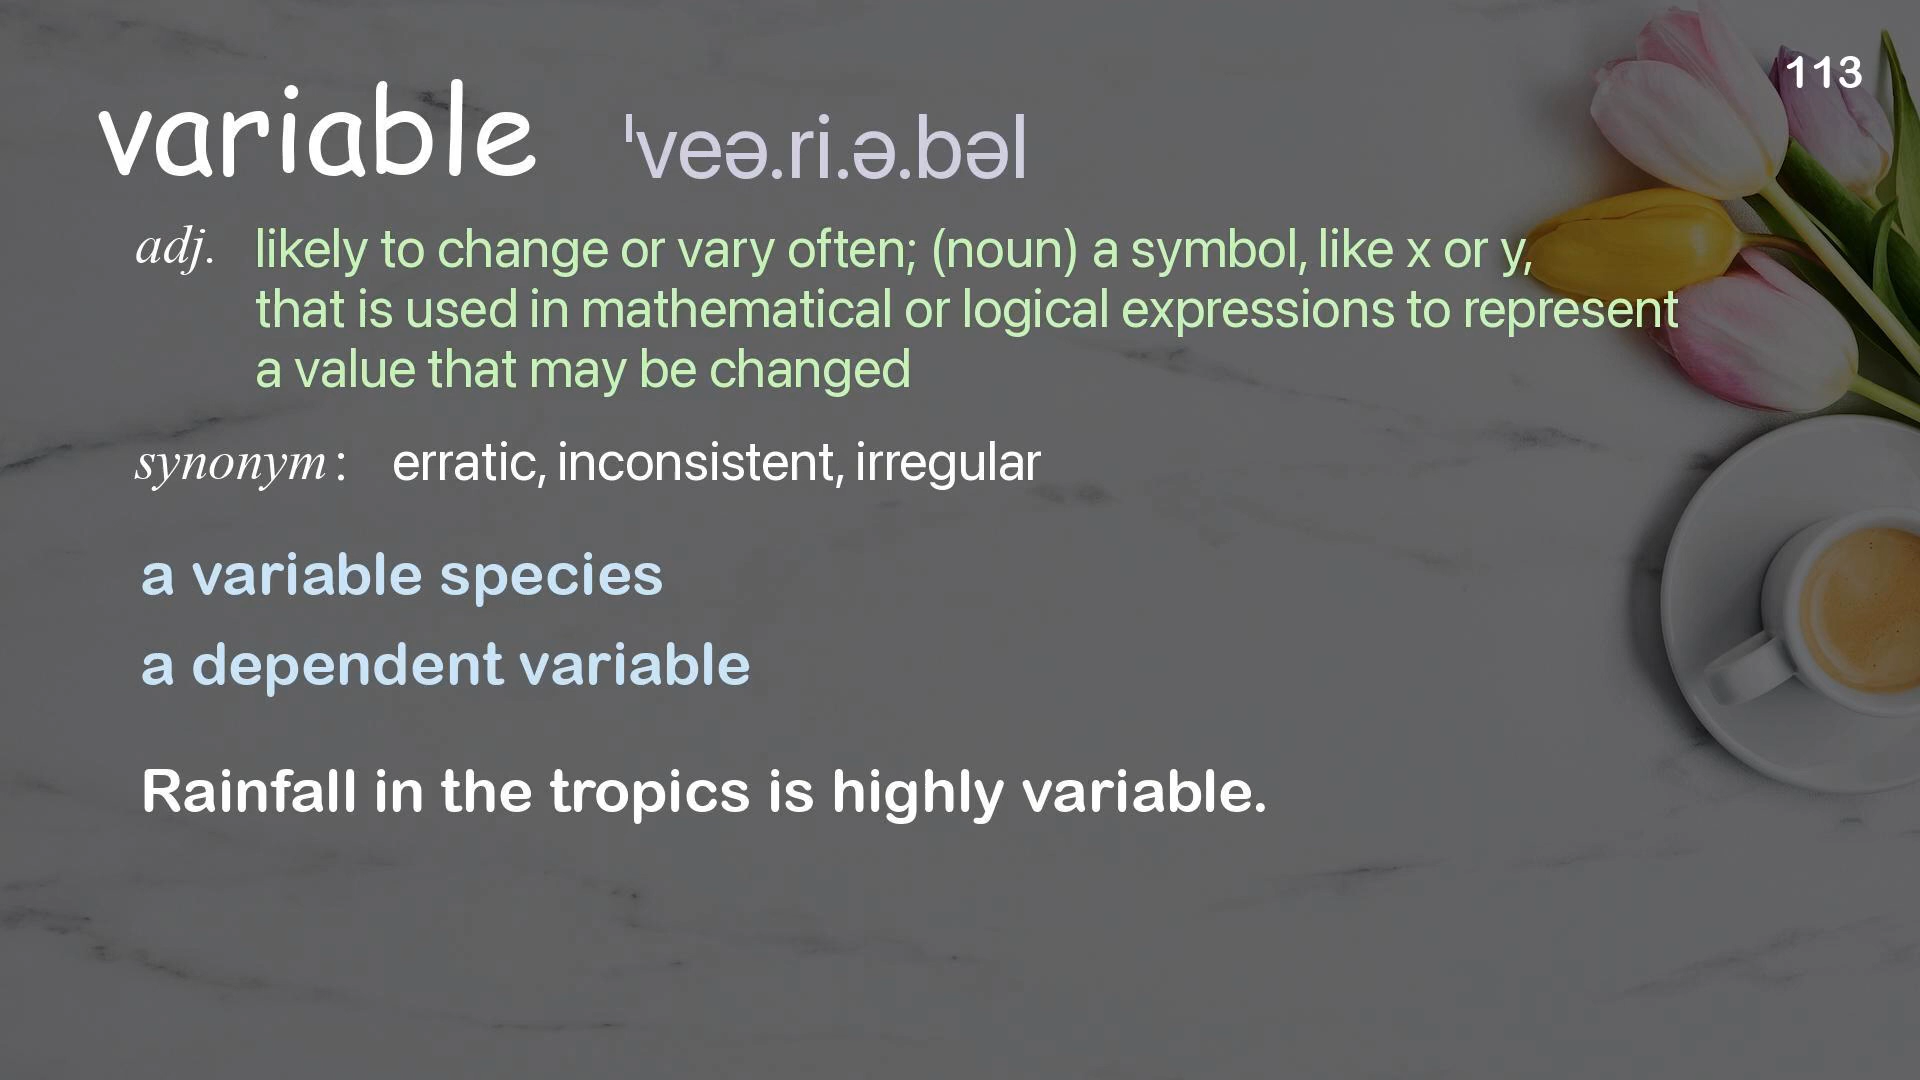 113
variable ˈveə.ri.ə.bəl
adj. likely to change or vary often; (noun) a symbol, like x or y,
that is used in mathematical or logical expressions to represent
a value that may be changed
synonym: erratic, inconsistent, irregular
a variable species
a dependent variable
Rainfall in the tropics is highly variable.